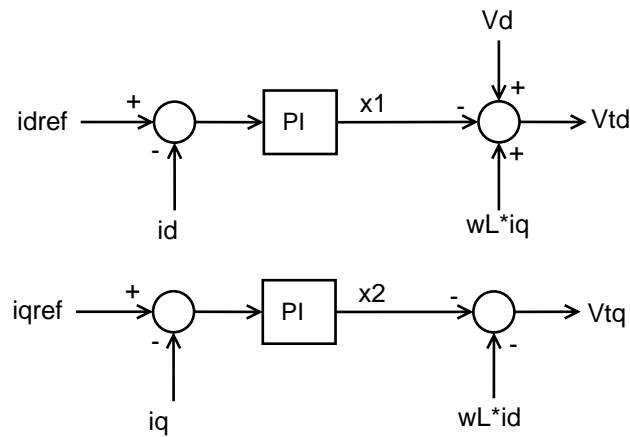 Vd
+
+
x1
-
idref
PI
Vtd
-
+
id
wL*iq
+
x2
-
iqref
PI
Vtq
-
-
iq
wL*id